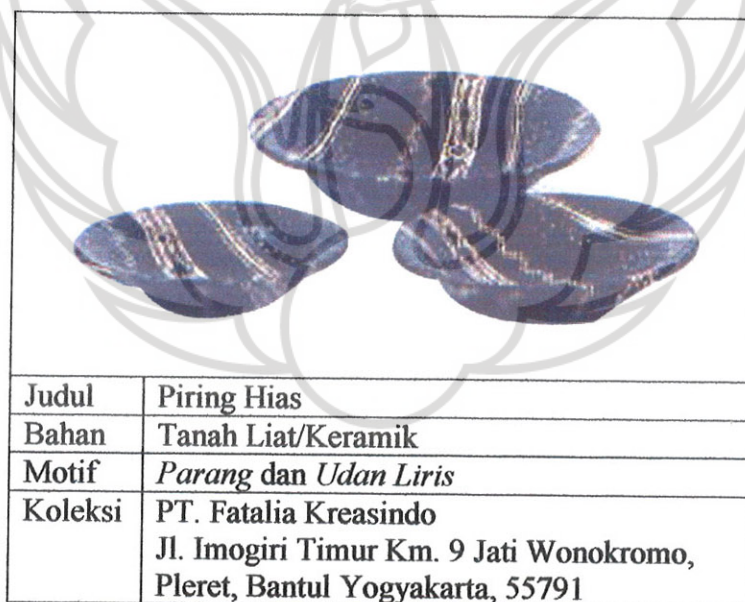 Judul Piring Hias
Bahan Tanah Liat/Keramik
Motif Parang dan Udan Liris
Koleksi PT. Fatalia Kreasindo
Jl. Imogiri Timur Km. 9 Jati Wonokromo,
Pleret, Bantul Yogyakarta, 55791